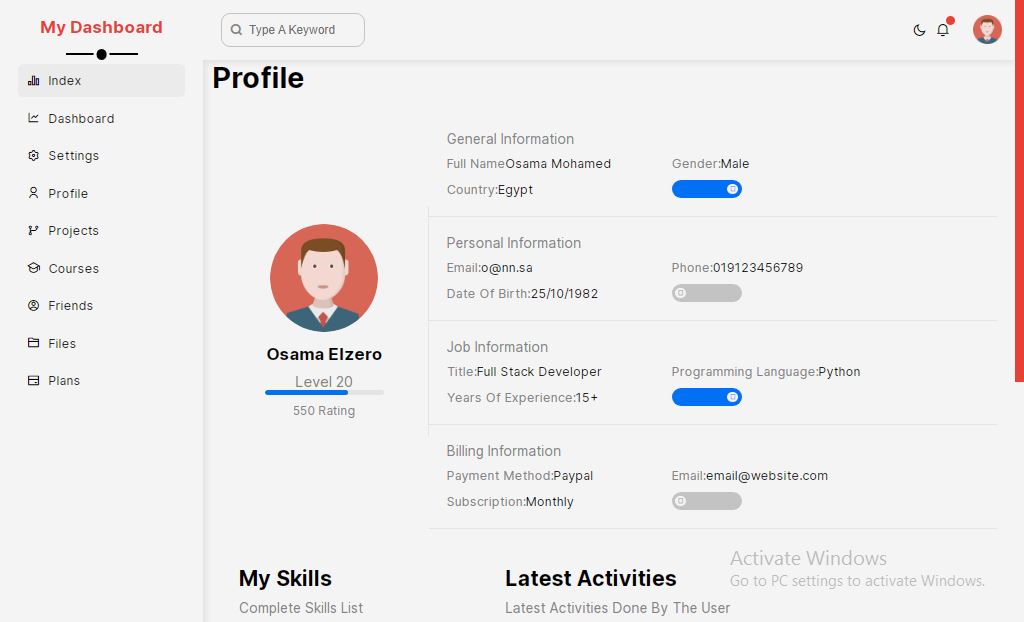 My Dashboard
Type A Keyword
Index
Dashboard
Settings
Profile
Projects
Courses
Friends
Files
Plans
Profile
Osama Elzero
Level 20
550 Rating
General Information
Full NameOsama Mohamed Gender:Male
Country:Egypt
Personal Information
Email:o@nn.sa Phone:019123456789
Date Of Birth:25/10/1982
Job Information
Title:Full Stack Developer Programming Language:Python
Years Of Experience:15+
Billing Information
Payment Method:Paypal Email:email@website.com
Subscription:Monthly
My Skills
Complete Skills List
Latest Activities
Latest Activities Done By The User
Activate Windows
Go to PC settings to activate Windows.